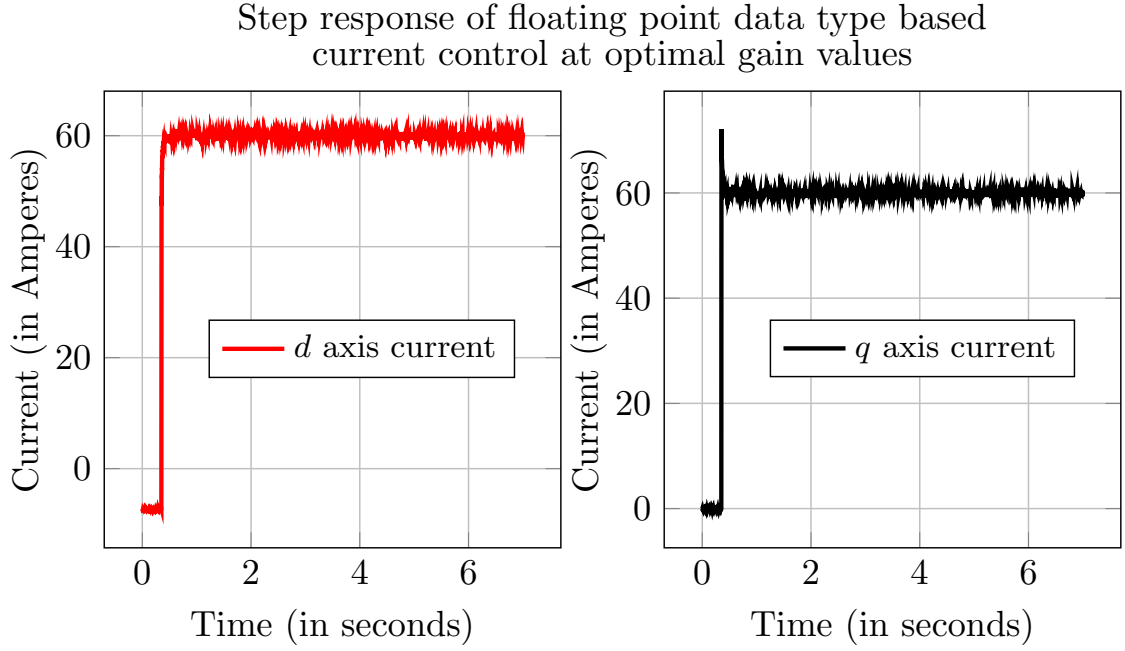 Step response of floating point data type based
current control at optimal gain values
Current (in Amperes)
60
40
20
0
d axis current
0 2 4 6
Time (in seconds)
Current (in Amperes)
60
40
20
0
q axis current
0 2 4 6
Time (in seconds)